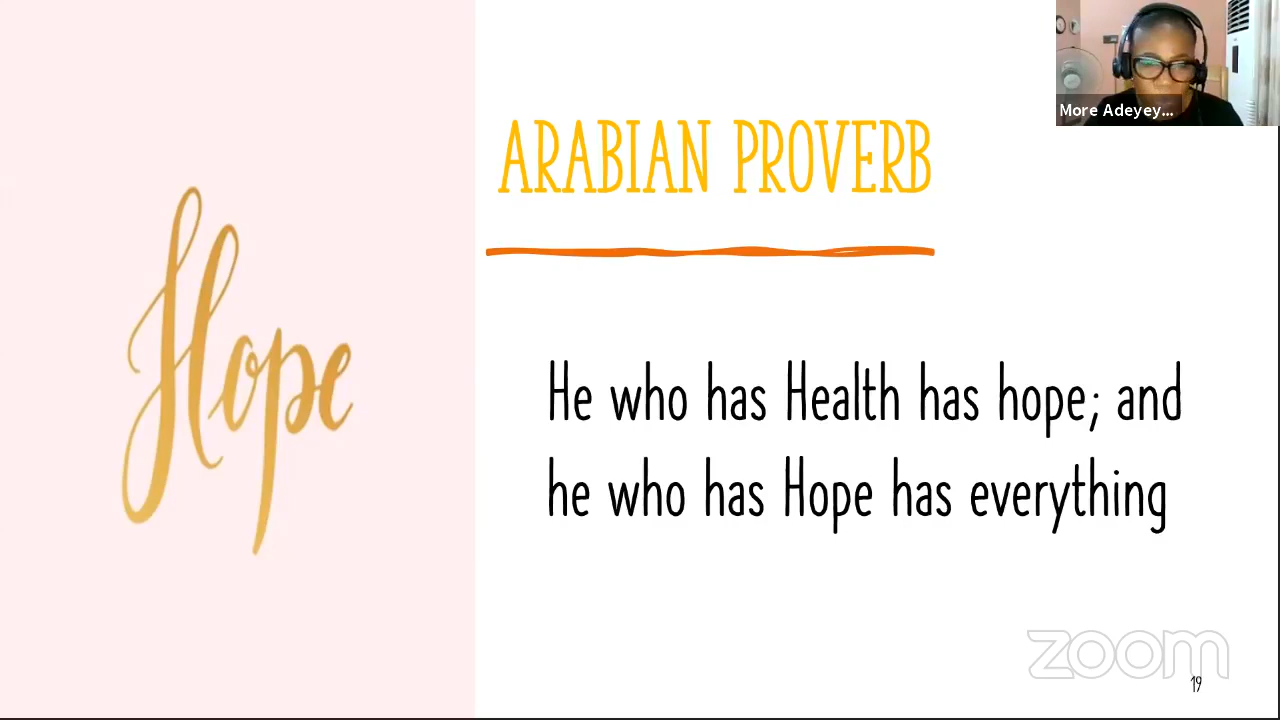 Hope
ARABIAN PROVERB
He who has Health has hope; and
he who has Hope has everything
More Adeyey...
zoom
19